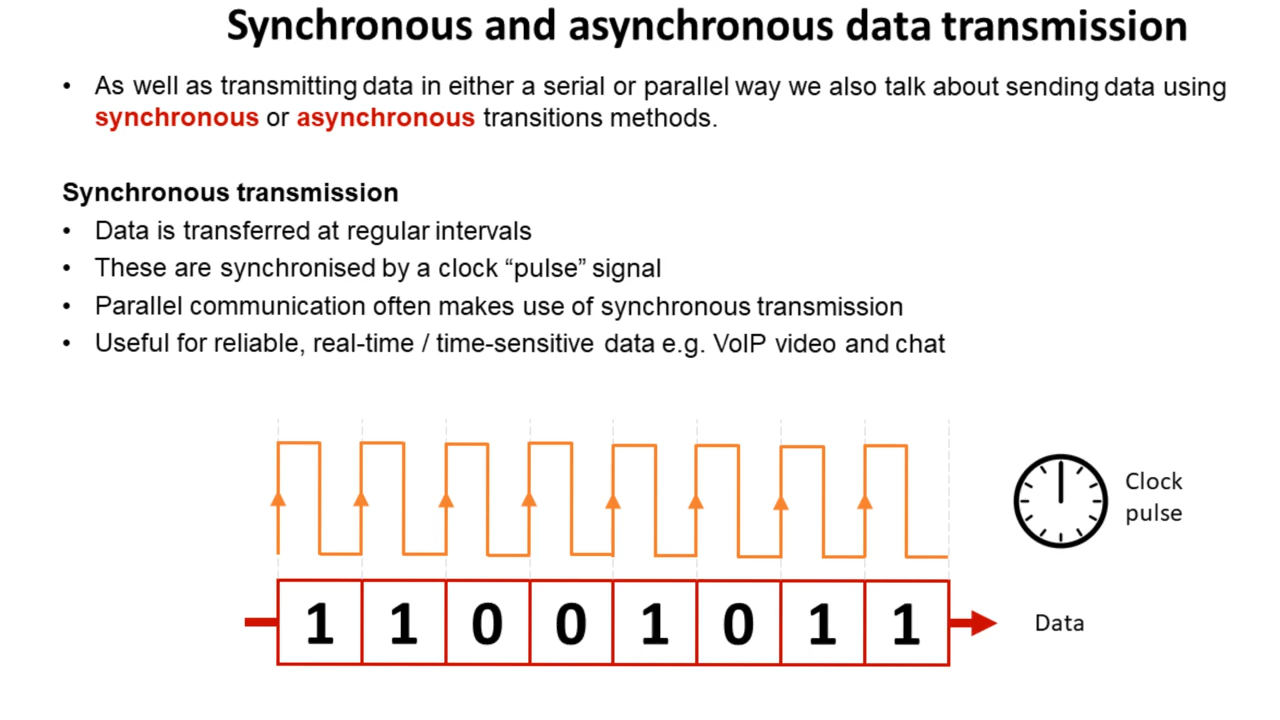 Synchronous and asynchronous data transmission
• As well as transmitting data in either a serial or parallel way we also talk about sending data using
synchronous or asynchronous transitions methods.
Synchronous transmission
• Data is transferred at regular intervals
• These are synchronised by a clock “pulse” signal
• Parallel communication often makes use of synchronous transmission
• Useful for reliable, real-time / time-sensitive data e.g. VoIP video and chat
Clock
pulse
1 1 0 0 1 0 1 1
Data